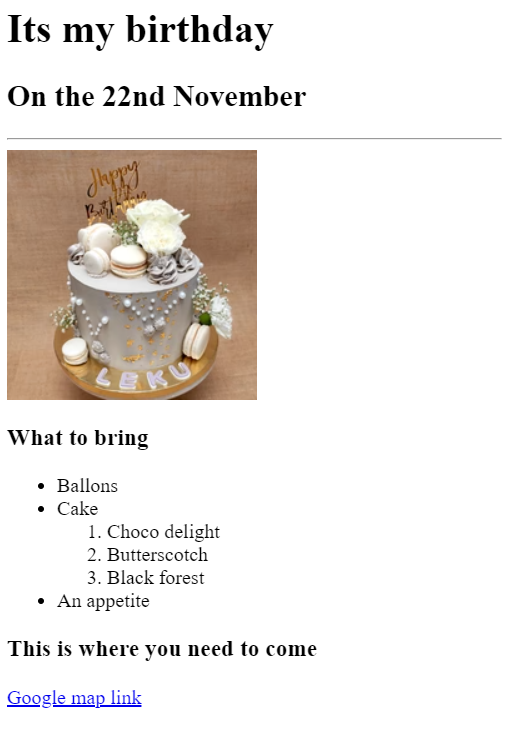 Its my birthday
On the 22nd November
Happy
Birthday
LEKU
What to bring
• Ballons
• Cake
1. Choco delight
2. Butterscotch
3. Black forest
• An appetite
This is where you need to come
Google map link